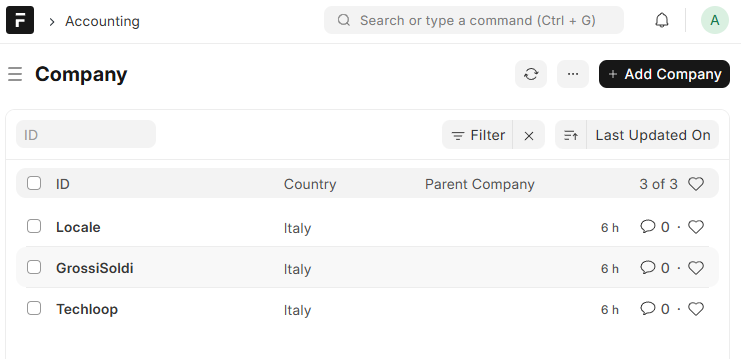 F > Accounting Search or type a command (Ctrl + G) A
Company ... + Add Company
ID Filter Last Updated On
ID Country Parent Company 3 of 3
Locale Italy 6 h 0 ·
GrossiSoldi Italy 6 h 0 ·
Techloop Italy 6 h 0 ·